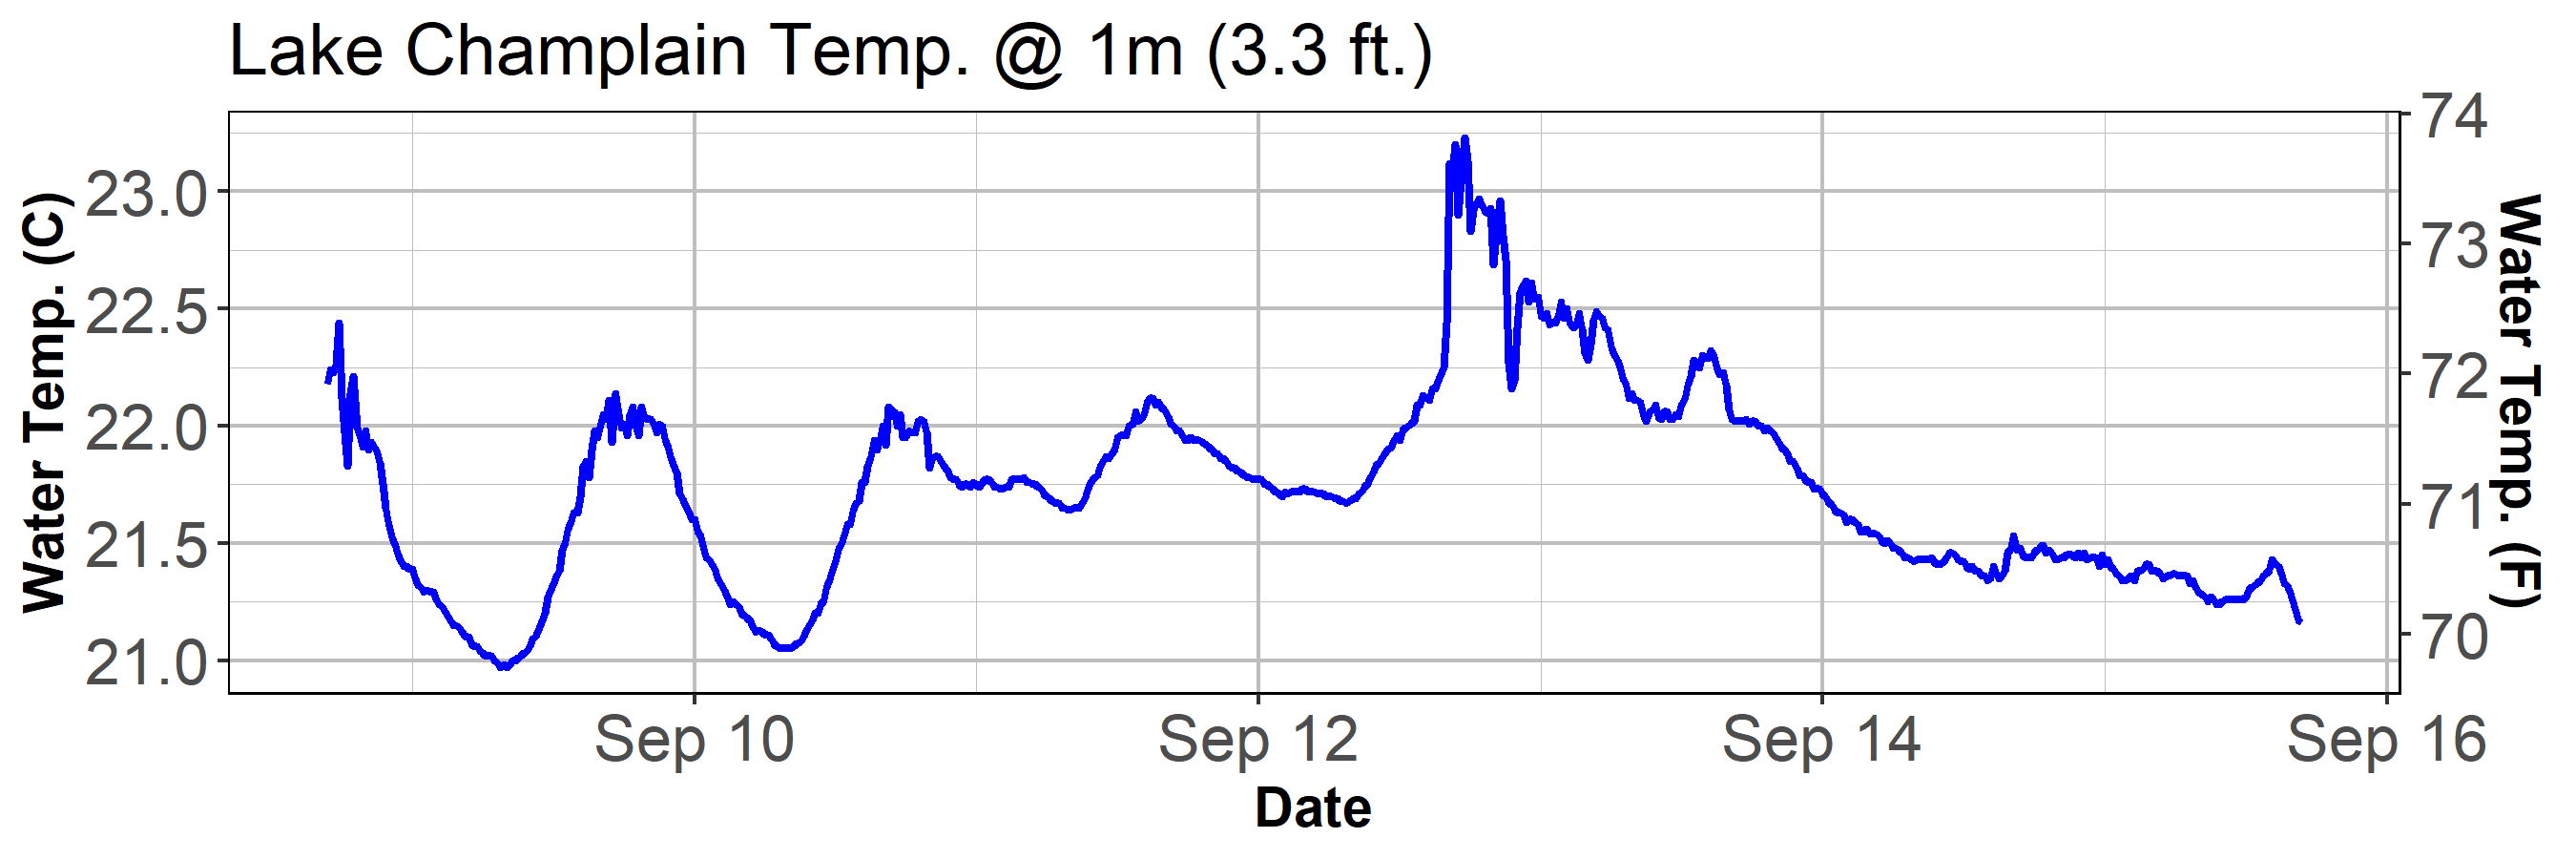 Lake Champlain Temp. @ 1m (3.3 ft.)
Water Temp. (C)
23.0
22.5
22.0
21.5
21.0
74
73
72
71
70
Water Temp. (F)
Sep 10 Sep 12 Sep 14 Sep 16
Date